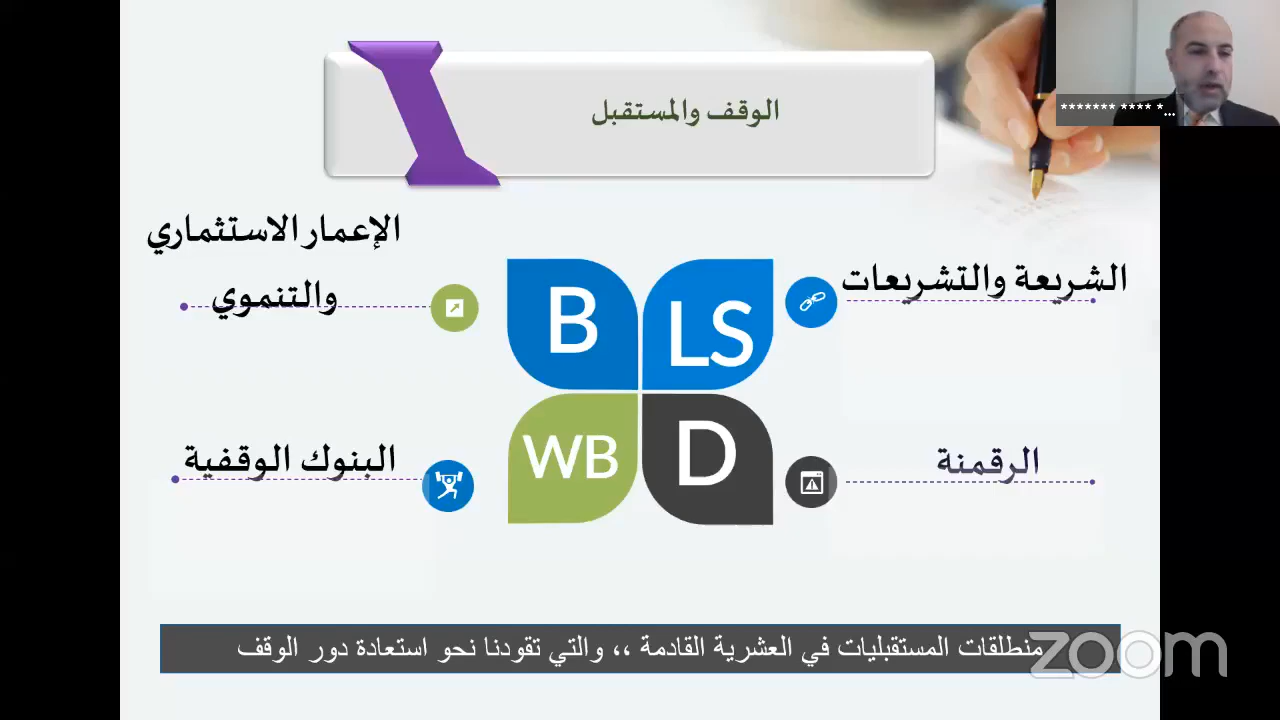 الوقف والمستقبل
******* **** *...
الشريعة والتشريعات
الإعمار الاستثماري
والتنموي
B
LS
WB
D
الرقمنة
البنوك الوقفية
منطلقات المستقبليات في العشرية القادمة ،، والتي تقودنا نحو استعادة دور الوقف
zoom